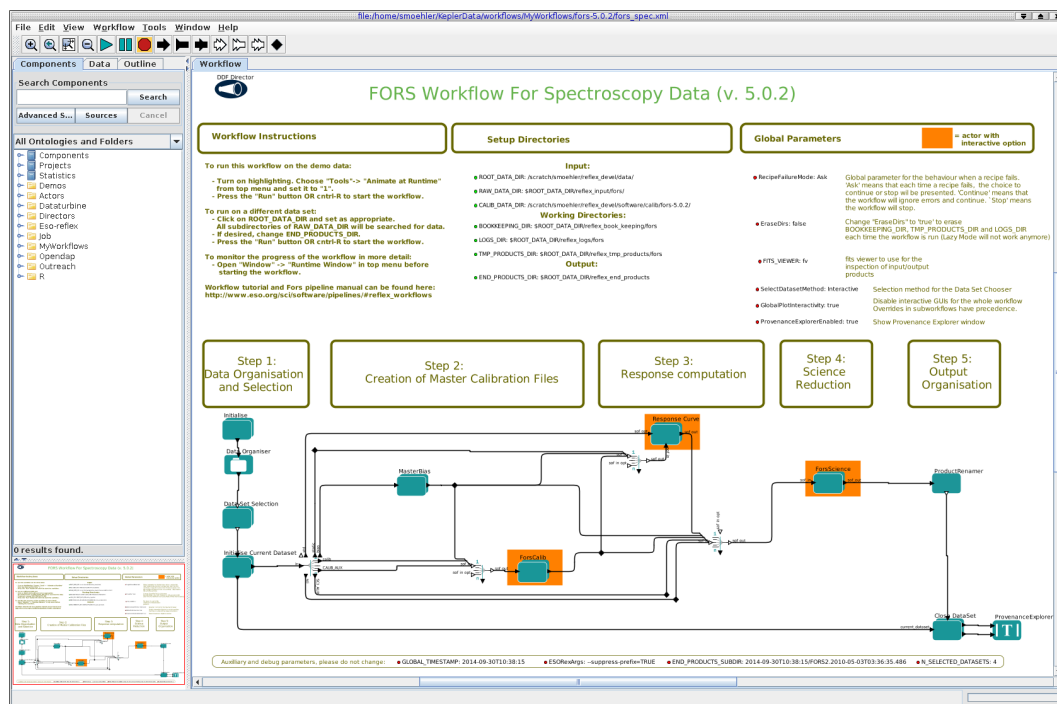 file:/home/smoehler/KeplerData/workflows/MyWorkflows/fors-5.0.2/fors_spec.xml
File Edit View Workflow Tools Window Help
Components Data Outline
Search Components
Search
Advanced S... Sources Cancel
All Ontologies and Folders
Components
Projects
Statistics
Demos
Actors
Dataturbine
Directors
Eso-reflex
Job
MyWorkflows
Opendap
Outreach
R
0 results found.
Workflow
DDF Director
FORS Workflow For Spectroscopy Data (v. 5.0.2)
Workflow Instructions
To run this workflow on the demo data:
- Turn on highlighting. Choose "Tools"-> "Animate at Runtime"
from top menu and set it to "1".
- Press the "Run" button OR cntrl-R to start the workflow.
To run on a different data set:
- Click on ROOT_DATA_DIR and set as appropriate.
All subdirectories of RAW_DATA_DIR will be searched for data.
- If desired, change END_PRODUCTS_DIR.
- Press the "Run" button OR cntrl-R to start the workflow.
To monitor the progress of the workflow in more detail:
- Open "Window" -> "Runtime Window" in top menu before
starting the workflow.
Workflow tutorial and Fors pipeline manual can be found here:
http://www.eso.org/sci/software/pipelines/#reflex_workflows
Setup Directories
Input:
ROOT_DATA_DIR: /scratch/smoehler/reflex_devel/data/
RAW_DATA_DIR: $ROOT_DATA_DIR/reflex_input/fors/
CALIB_DATA_DIR: /scratch/smoehler/reflex_devel/software/calib/fors-5.0.2/
Working Directories:
BOOKKEEPING_DIR: $ROOT_DATA_DIR/reflex_book_keeping/fors
LOGS_DIR: $ROOT_DATA_DIR/reflex_logs/fors
TMP_PRODUCTS_DIR: $ROOT_DATA_DIR/reflex_tmp_products/fors
Output:
END_PRODUCTS_DIR: $ROOT_DATA_DIR/reflex_end_products
Global Parameters
= actor with
interactive option
RecipeFailureMode: Ask
Global parameter for the behaviour when a recipe fails.
'Ask' means that each time a recipe fails, the choice to
continue or stop will be presented. 'Continue' means that
the workflow will ignore errors and continue. `Stop' means
the workflow will stop.
EraseDirs: false
Change "EraseDirs" to 'true' to erase
BOOKKEEPING_DIR, TMP_PRODUCTS and LOGS_DIR
each time the workflow is run (Lazy Mode will not work anymore)
FITS_VIEWER: fv
fits viewer to use for the
inspection of input/output
products
SelectDatasetMethod: Interactive
Selection method for the Data Set Chooser
GlobalPlotInteractivity: true
Disable interactive GUIs for the whole workflow
Overrides in subworkflows have precedence.
ProvenanceExplorerEnabled: true
Show Provenance Explorer window
Step 1:
Data Organisation
and Selection
Step 2:
Creation of Master Calibration Files
Step 3:
Response computation
Step 4:
Science
Reduction
Step 5:
Output
Organisation
Initialise
Data Organiser
DataSet Selection
Initialise Current Dataset
MasterBias
CALIB_AUX
sof in opt
ForsCalib
Response Curve
sof in opt
sof in opt
ForsScience
ProductRenamer
current_dataset
Close DataSet
ProvenanceExplorer
Auxiliary and debug parameters, please do not change:
GLOBAL_TIMESTAMP: 2014-09-30T10:38:15
ESORexArgs: --suppress-prefix=TRUE
END_PRODUCTS_SUBDIR: 2014-09-30T10:38:15/FORS2.2010-05-03T03:36:35.486
N_SELECTED_DATASETS: 4